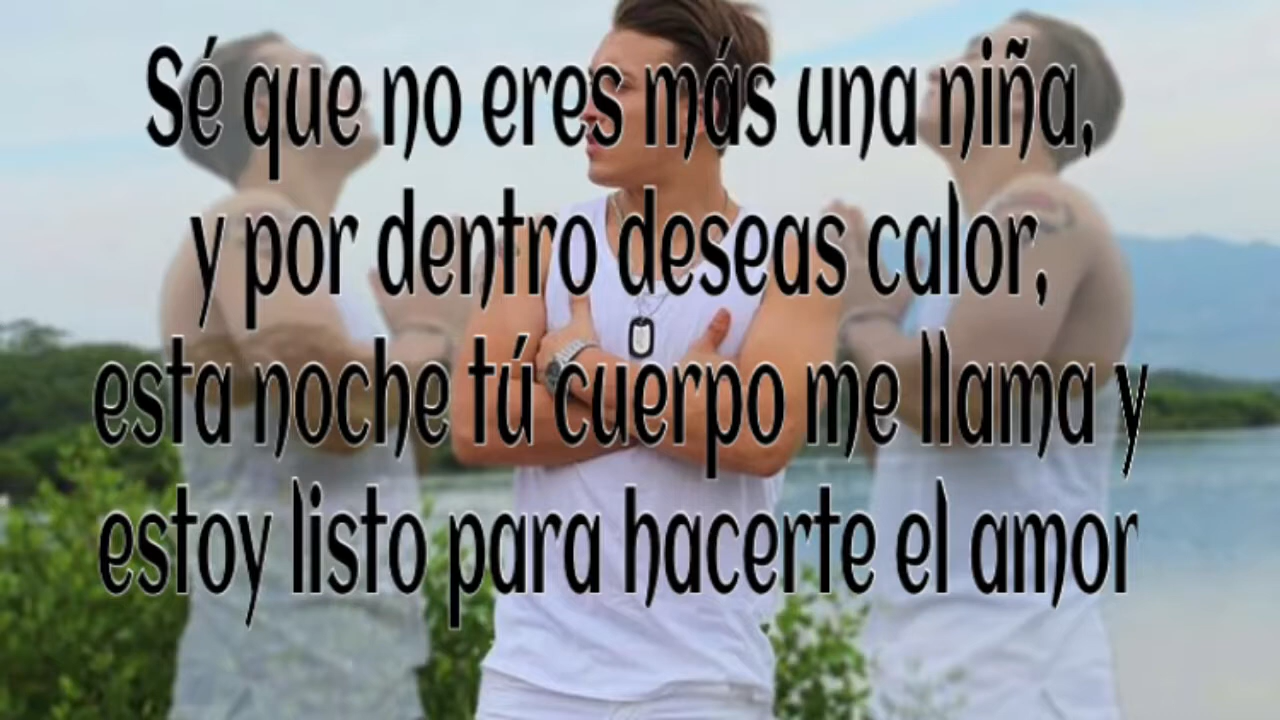 Sé que no eres más una niña,
y por dentro deseas calor,
esta noche tú cuerpo me llama y
estoy listo para hacerte el amor